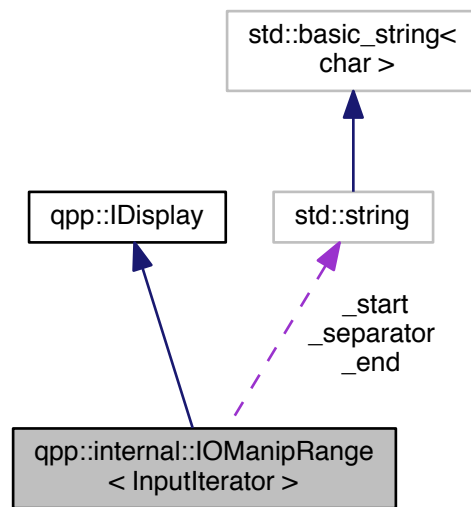 std::basic_string<
char >
qpp::IDisplay
std::string
_start
_separator
_end
qpp::internal::IOManipRange
< InputIterator >